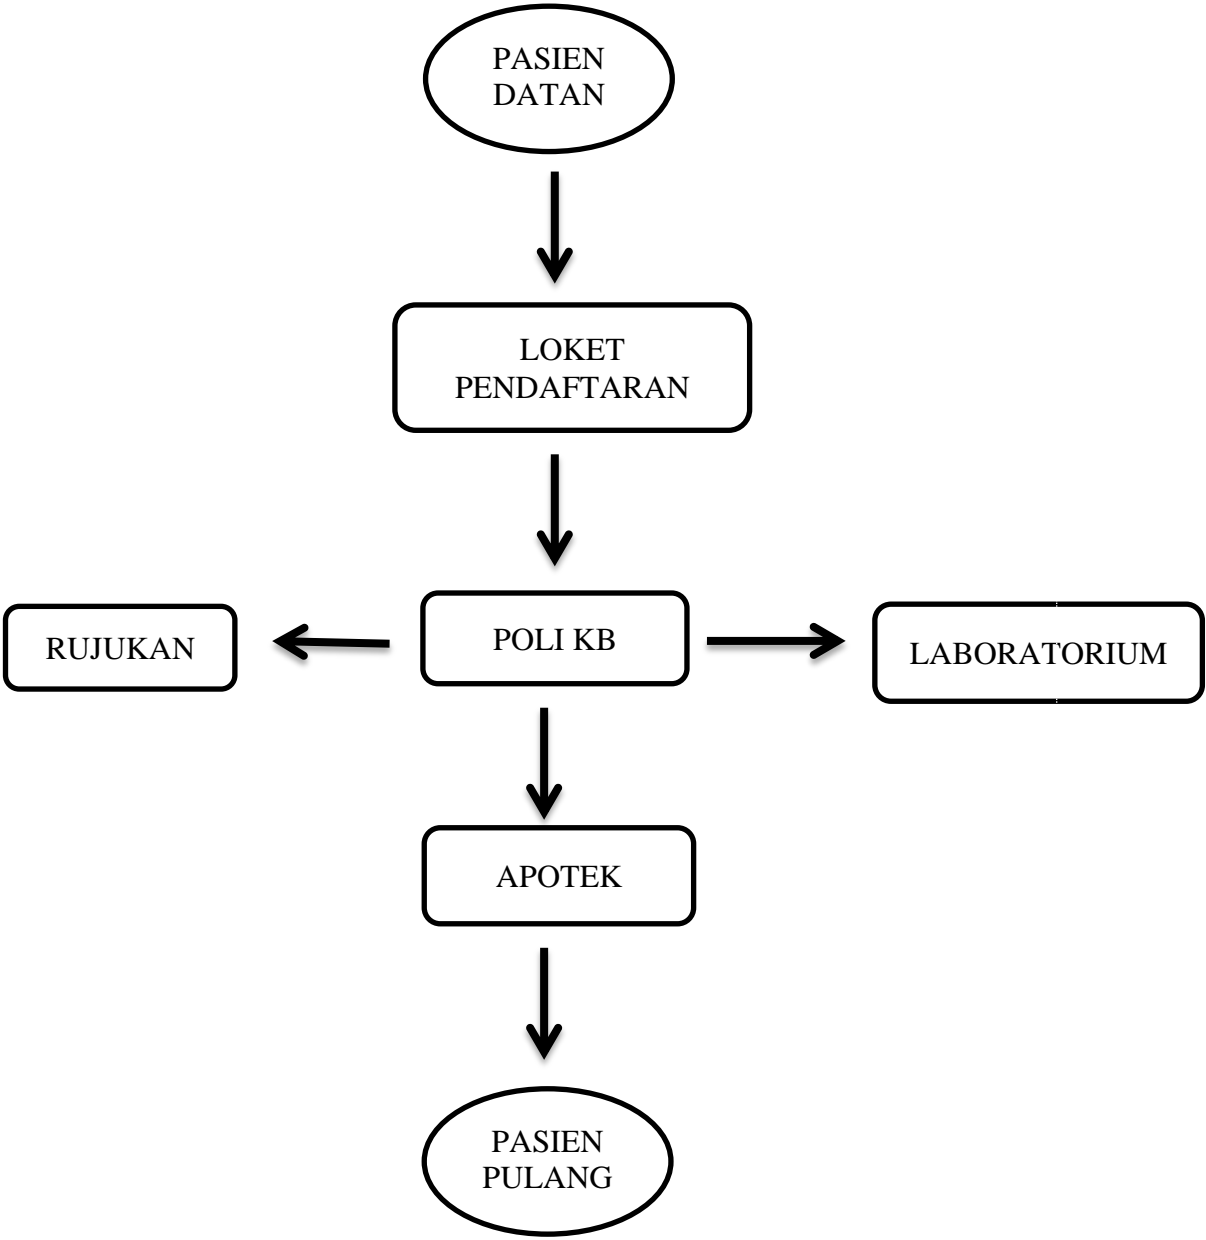 PASIEN
DATAN
LOKET
PENDAFTARAN
RUJUKAN
POLI KB
LABORATORIUM
APOTEK
PASIEN
PULANG